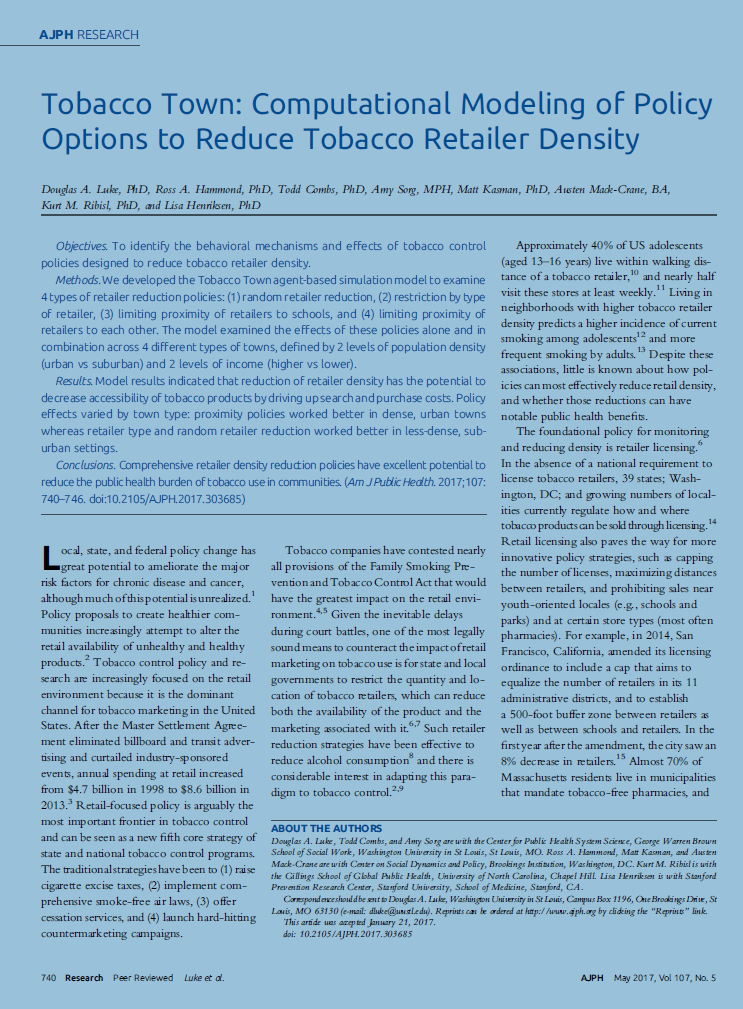 AJPH RESEARCH
Tobacco Town: Computational Modeling of Policy
Options to Reduce Tobacco Retailer Density
Douglas A. Luke, PhD, Ross A. Hammond, PhD, Todd Combs, PhD, Amy Sorg, MPH, Matt Kasman, PhD, Austen Mack-Crane, BA,
Kurt M. Ribisl, PhD, and Lisa Henriksen, PhD
Objectives. To identify the behavioral mechanisms and effects of tobacco control
policies designed to reduce tobacco retailer density.
Methods. We developed the Tobacco Town agent-based simulation model to examine
4 types of retailer reduction policies: (1) random retailer reduction, (2) restriction by type
of retailer, (3) limiting proximity of retailers to schools, and (4) limiting proximity of
retailers to each other. The model examined the effects of these policies alone and in
combination across 4 different types of towns, defined by 2 levels of population density
(urban vs suburban) and 2 levels of income (higher vs lower).
Results. Model results indicated that reduction of retailer density has the potential to
decrease accessibility of tobacco products by driving up search and purchase costs. Policy
effects varied by town type: proximity policies worked better in dense, urban towns
whereas retailer type and random retailer reduction worked better in less-dense, sub-
urban settings.
Conclusions. Comprehensive retailer density reduction policies have excellent potential to
reduce the public health burden of tobacco use in communities. (Am J Public Health. 2017;107:
740–746. doi:10.2105/AJPH.2017.303685)
Local, state, and federal policy change has
great potential to ameliorate the major
risk factors for chronic disease and cancer,
although much of this potential is unrealized.1
Policy proposals to create healthier com-
munities increasingly attempt to alter the
retail availability of unhealthy and healthy
products.2 Tobacco control policy and re-
search are increasingly focused on the retail
environment because it is the dominant
channel for tobacco marketing in the United
States. After the Master Settlement Agree-
ment eliminated billboard and transit adver-
tising and curtailed industry-sponsored
events, annual spending at retail increased
from $4.7 billion in 1998 to $8.6 billion in
2013.3 Retail-focused policy is arguably the
most important frontier in tobacco control
and can be seen as a new fifth core strategy of
state and national tobacco control programs.
The traditional strategies have been to (1) raise
cigarette excise taxes, (2) implement com-
prehensive smoke-free air laws, (3) offer
cessation services, and (4) launch hard-hitting
countermarketing campaigns.
Tobacco companies have contested nearly
all provisions of the Family Smoking Pre-
vention and Tobacco Control Act that would
have the greatest impact on the retail envi-
ronment.4,5 Given the inevitable delays
during court battles, one of the most legally
sound means to counteract the impact of retail
marketing on tobacco use is for state and local
governments to restrict the quantity and lo-
cation of tobacco retailers, which can reduce
both the availability of the product and the
marketing associated with it.6,7 Such retailer
reduction strategies have been effective to
reduce alcohol consumption8 and there is
considerable interest in adapting this para-
digm to tobacco control.2,9
Approximately 40% of US adolescents
(aged 13–16 years) live within walking dis-
tance of a tobacco retailer,10 and nearly half
visit these stores at least weekly.11 Living in
neighborhoods with higher tobacco retailer
density predicts a higher incidence of current
smoking among adolescents12 and more
frequent smoking by adults.13 Despite these
associations, little is known about how pol-
icies can most effectively reduce retail density,
and whether those reductions can have
notable public health benefits.
The foundational policy for monitoring
and reducing density is retailer licensing.6
In the absence of a national requirement to
license tobacco retailers, 39 states; Wash-
ington, DC; and growing numbers of local-
ities currently regulate how and where
tobacco products can be sold through licensing.14
Retail licensing also paves the way for more
innovative policy strategies, such as capping
the number of licenses, maximizing distances
between retailers, and prohibiting sales near
youth-oriented locales (e.g., schools and
parks) and at certain store types (most often
pharmacies). For example, in 2014, San
Francisco, California, amended its licensing
ordinance to include a cap that aims to
equalize the number of retailers in its 11
administrative districts, and to establish
a 500-foot buffer zone between retailers as
well as between schools and retailers. In the
first year after the amendment, the city saw an
8% decrease in retailers.15 Almost 70% of
Massachusetts residents live in municipalities
that mandate tobacco-free pharmacies, and
ABOUT THE AUTHORS
Douglas A. Luke, Todd Combs, and Amy Sorg are with the Center for Public Health System Science, George Warren Brown
School of Social Work, Washington University in St Louis, St Louis, MO. Ross A. Hammond, Matt Kasman, and Austen
Mack-Crane are with Center on Social Dynamics and Policy, Brookings Institution, Washington, DC. Kurt M. Ribisl is with
the Gillings School of Global Public Health, University of North Carolina, Chapel Hill. Lisa Henriksen is with Stanford
Prevention Research Center, Stanford University, School of Medicine, Stanford, CA.
Correspondence should be sent to Douglas A. Luke, Washington University in St Louis, Campus Box 1196, One Brookings Drive, St
Louis, MO 63130 (e-mail: dluke@wustl.edu). Reprints can be ordered at http://www.ajph.org by clicking the “Reprints” link.
This article was accepted January 21, 2017.
doi: 10.2105/AJPH.2017.303685
740 Research Peer Reviewed Luke et al.
AJPH May 2017, Vol 107, No. 5